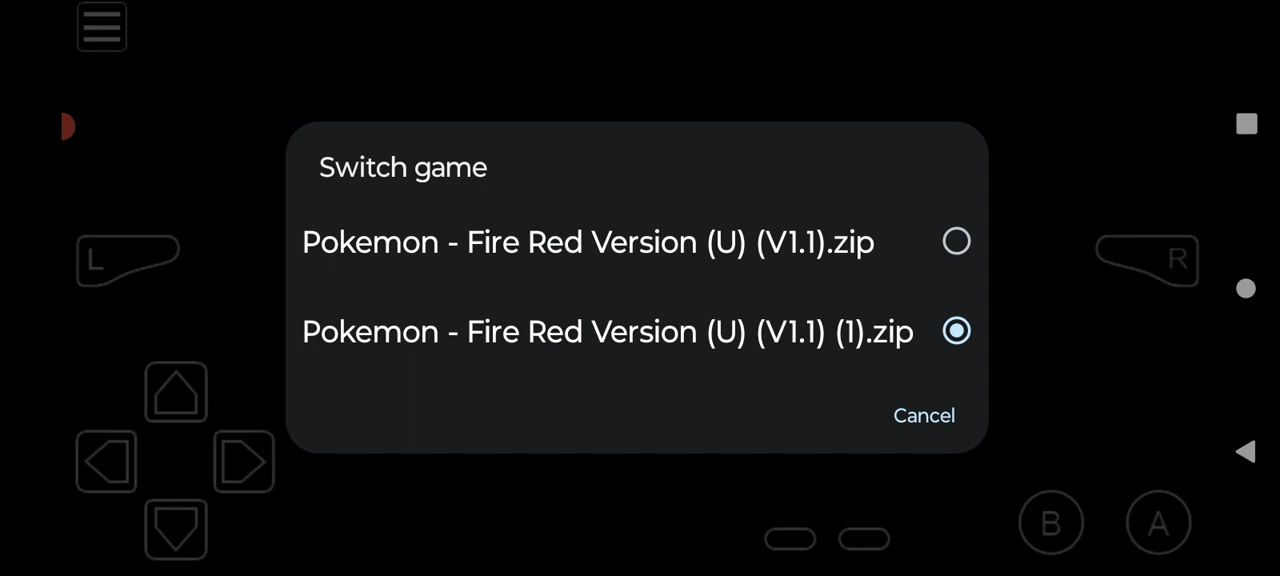 Switch game
Pokemon - Fire Red Version (U) (V1.1).zip
L
R
Pokemon - Fire Red Version (U) (V1.1) (1).zip
Cancel
B
A